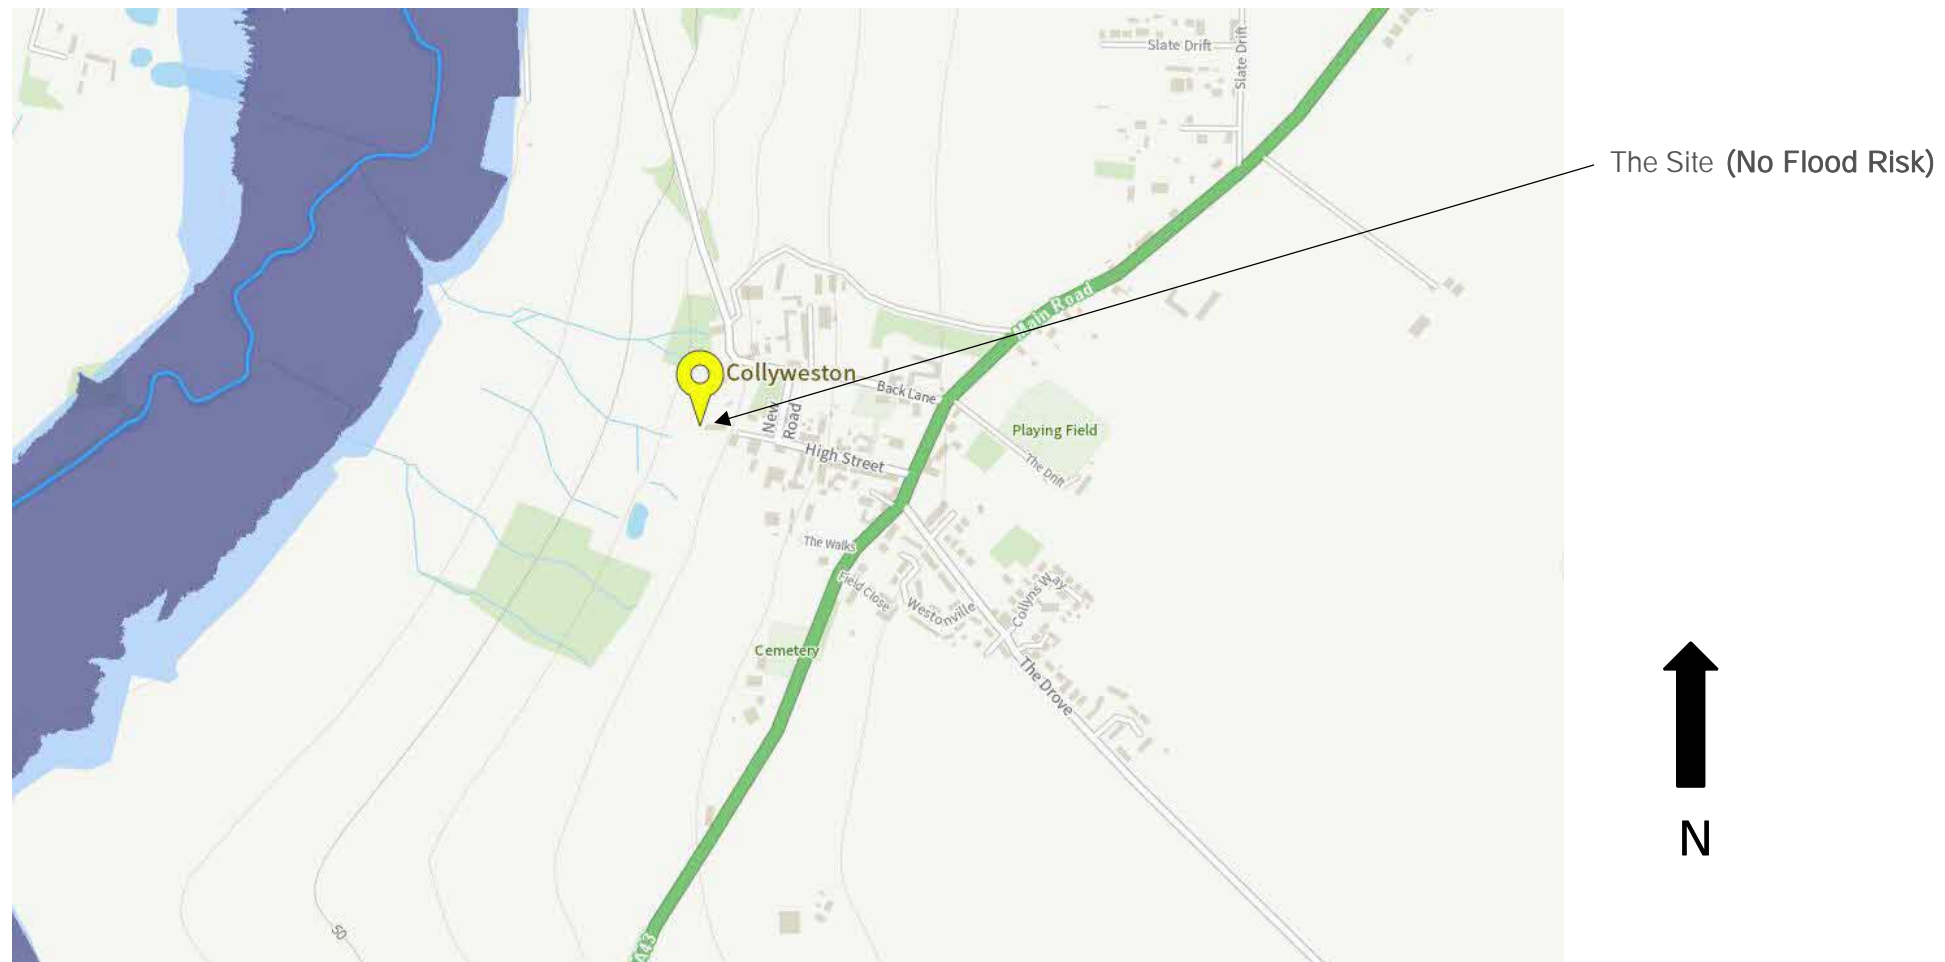 Slate Drift
Slate Drift
The Site (No Flood Risk)
Main Road
Collyweston
Back Lane
New
Road
Playing Field
High Street
The Drift
The Walks
Field Close
Westonville
Collyns Way
Cemetery
The Drove
N
50
A43